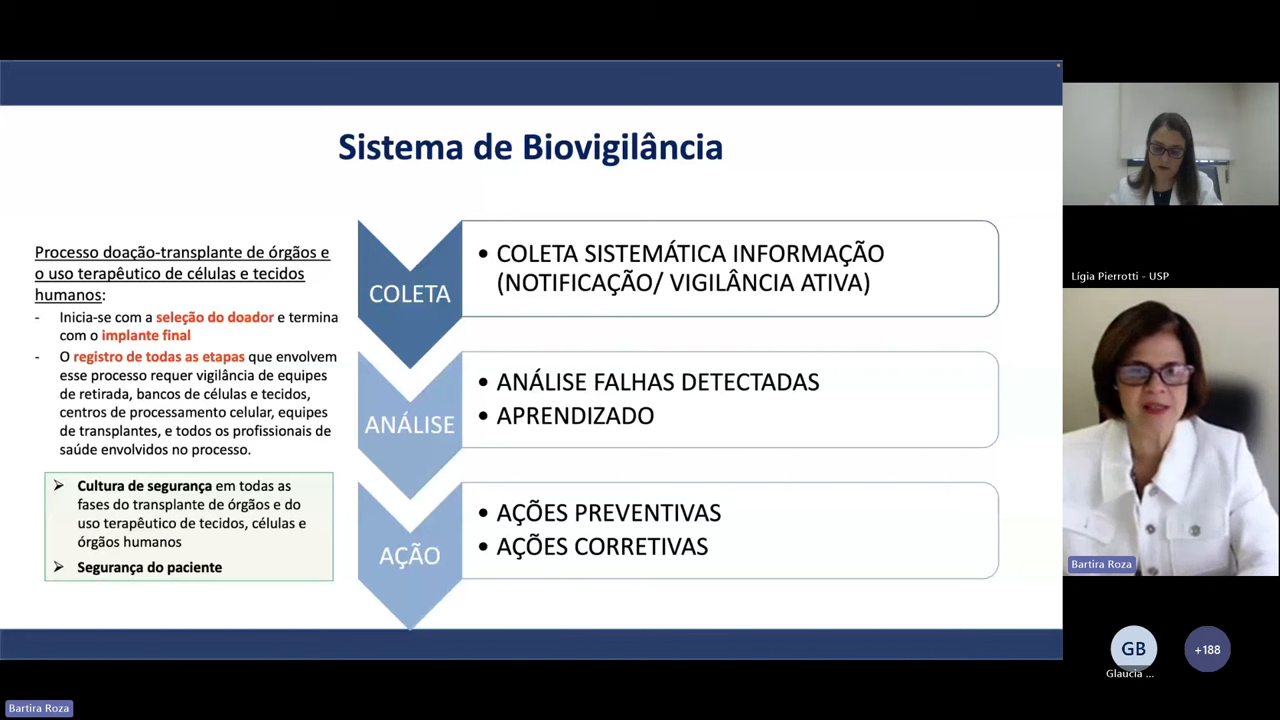 Sistema de Biovigilância
Processo doação-transplante de órgãos e
o uso terapêutico de células e tecidos
humanos:
- Inicia-se com a seleção do doador e termina
com o implante final
- O registro de todas as etapas que envolvem
esse processo requer vigilância de equipes
de retirada, bancos de células e tecidos,
centros de processamento celular, equipes
de transplantes, e todos os profissionais de
saúde envolvidos no processo.
➢ Cultura de segurança em todas as
fases do transplante de órgãos e do
uso terapêutico de tecidos, células e
órgãos humanos
➢ Segurança do paciente
COLETA
• COLETA SISTEMÁTICA INFORMAÇÃO
(NOTIFICAÇÃO/ VIGILÂNCIA ATIVA)
ANÁLISE
• ANÁLISE FALHAS DETECTADAS
• APRENDIZADO
AÇÃO
• AÇÕES PREVENTIVAS
• AÇÕES CORRETIVAS
Lígia Pierrotti - USP
Bartira Roza
GB
Glaucia ...
+188
Bartira Roza